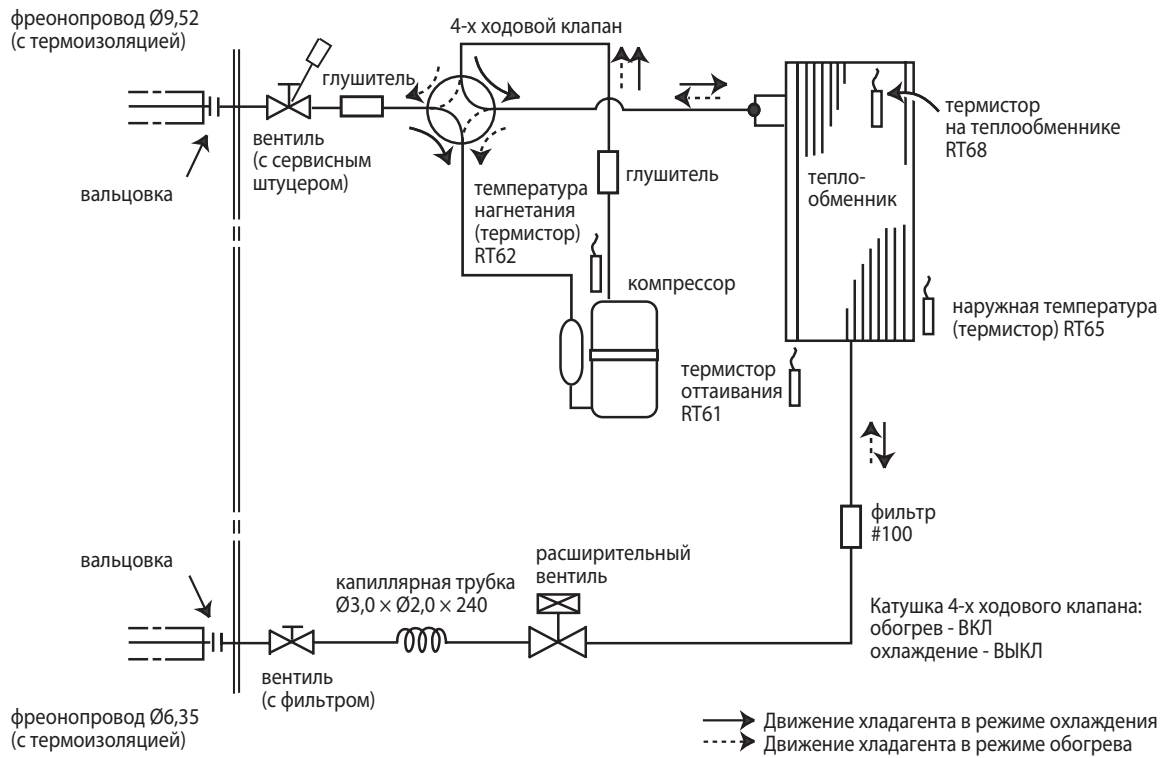 фреонопровод Ø9,52
(с термоизоляцией)
4-х ходовой клапан
глушитель
вентиль
(с сервисным
штуцером)
вальцовка
термистор
на теплообменнике
RT68
глушитель
тепло-
обменник
температура
нагнетания
(термистор)
RT62
компрессор
наружная температура
(термистор) RT65
термистор
оттаивания
RT61
фильтр
#100
вальцовка
расширительный
вентиль
капиллярная трубка
Ø3,0 × Ø2,0 × 240
Катушка 4-х ходового клапана:
обогрев - ВКЛ
охлаждение - ВЫКЛ
вентиль
(с фильтром)
фреонопровод Ø6,35
(с термоизоляцией)
Движение хладагента в режиме охлаждения
Движение хладагента в режиме обогрева